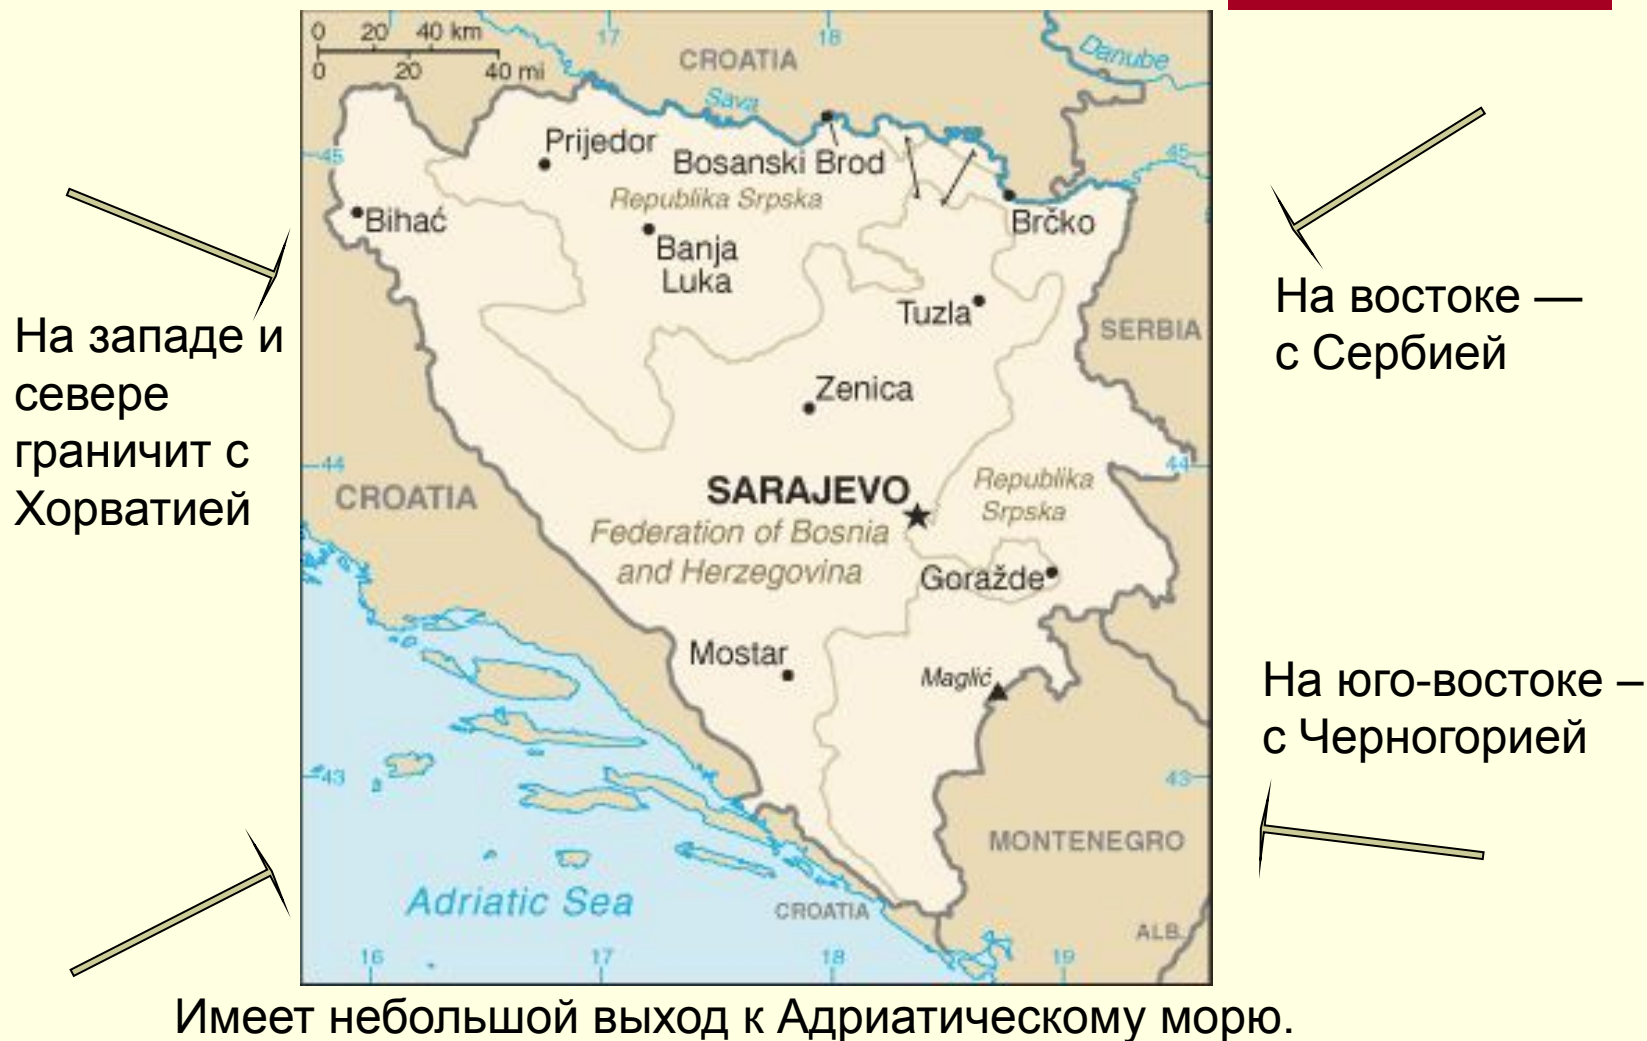 0 20 40 km
0 20 40 mi
17
18
CROATIA
Danube
Sava
Prijedor
Bosanski Brod
45
45
Republika Srpska
Bihać
Brčko
Banja
Luka
Tuzla
SERBIA
Zenica
44
44
CROATIA
SARAJEVO
Republika
Srpska
Federation of Bosnia
and Herzegovina
Goražde
Mostar
Maglić
43
43
MONTENEGRO
Adriatic Sea
CROATIA
ALB.
16
17
18
19
На западе и
севере
граничит с
Хорватией
На востоке —
с Сербией
На юго-востоке –
с Черногорией
Имеет небольшой выход к Адриатическому морю.